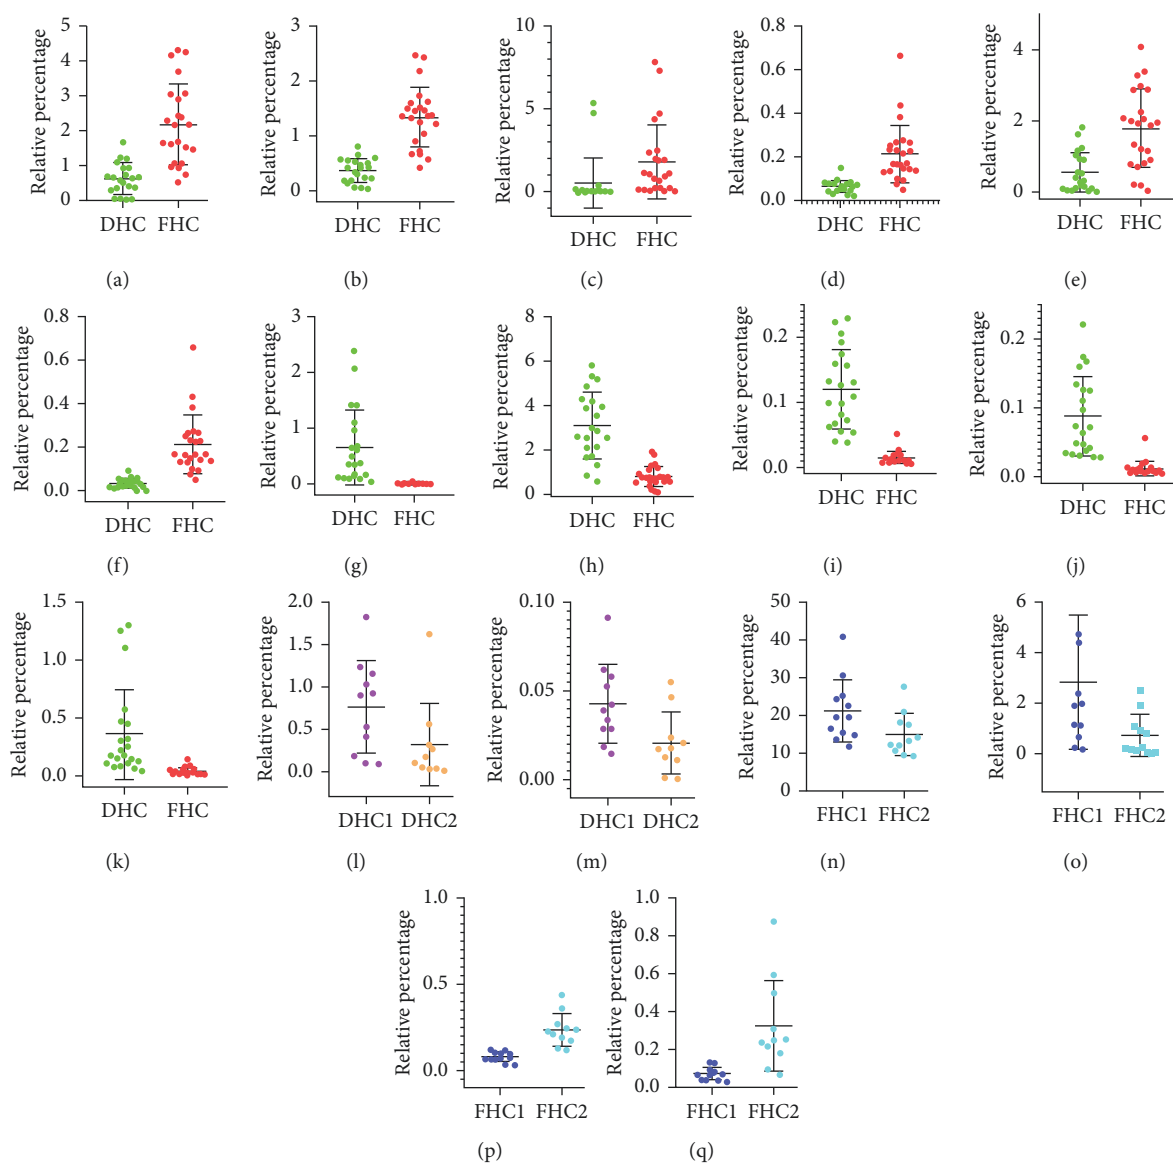 Relative percentage
5
4
3
2
1
0
DHC FHC
(a)
Relative percentage
3
2
1
0
DHC FHC
(b)
Relative percentage
10
5
0
DHC FHC
(c)
Relative percentage
0.8
0.6
0.4
0.2
0.0
DHC FHC
(d)
Relative percentage
4
2
0
DHC FHC
(e)
Relative percentage
0.8
0.6
0.4
0.2
0.0
DHC FHC
(f)
Relative percentage
3
2
1
0
DHC FHC
(g)
Relative percentage
8
6
4
2
0
DHC FHC
(h)
Relative percentage
0.2
0.1
0.0
DHC FHC
(i)
Relative percentage
0.2
0.1
0.0
DHC FHC
(j)
Relative percentage
1.5
1.0
0.5
0.0
DHC FHC
(k)
Relative percentage
2.0
1.5
1.0
0.5
0.0
DHC1 DHC2
(l)
Relative percentage
0.10
0.05
0.00
DHC1 DHC2
(m)
Relative percentage
50
40
30
20
10
0
FHC1 FHC2
(n)
Relative percentage
6
4
2
0
FHC1 FHC2
(o)
Relative percentage
1.0
0.5
0.0
FHC1 FHC2
(p)
Relative percentage
1.0
0.8
0.6
0.4
0.2
0.0
FHC1 FHC2
(q)